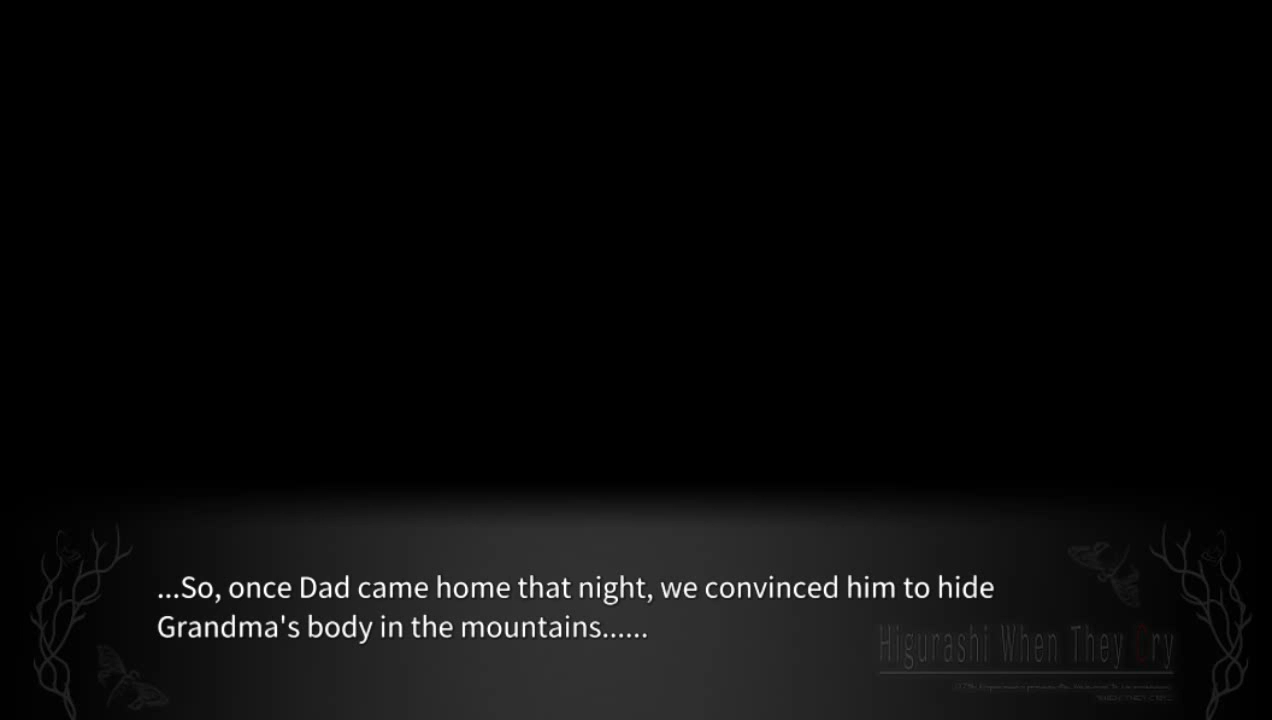 ...So, once Dad came home that night, we convinced him to hide
Grandma's body in the mountains......
Higurashi When They Cry